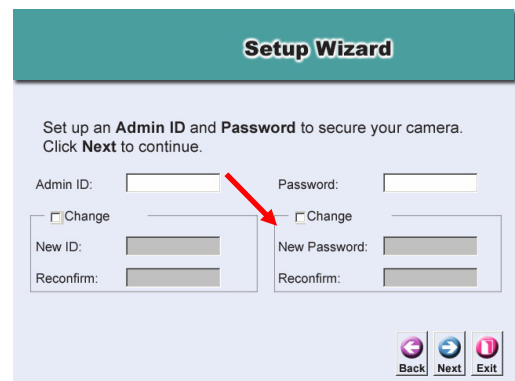 Setup Wizard
Set up an Admin ID and Password to secure your camera.
Click Next to continue.
Admin ID:
Password:
Change
Change
New ID:
New Password:
Reconfirm:
Reconfirm:
Back
Next
Exit